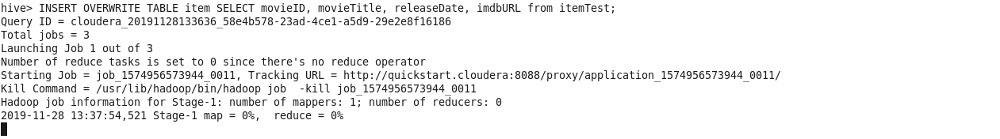 hive> INSERT OVERWRITE TABLE item SELECT movieID, movieTitle, releaseDate, imdbURL from itemTest;
Query ID = cloudera_20191128133636_58e4b578-23ad-4ce1-a5d9-29e2e8f16186
Total jobs = 3
Launching Job 1 out of 3
Number of reduce tasks is set to 0 since there's no reduce operator
Starting Job = job_1574956573944_0011, Tracking URL = http://quickstart.cloudera:8088/proxy/application_1574956573944_0011/
Kill Command = /usr/lib/hadoop/bin/hadoop job  -kill job_1574956573944_0011
Hadoop job information for Stage-1: number of mappers: 1; number of reducers: 0
2019-11-28 13:37:54,521 Stage-1 map = 0%,  reduce = 0%